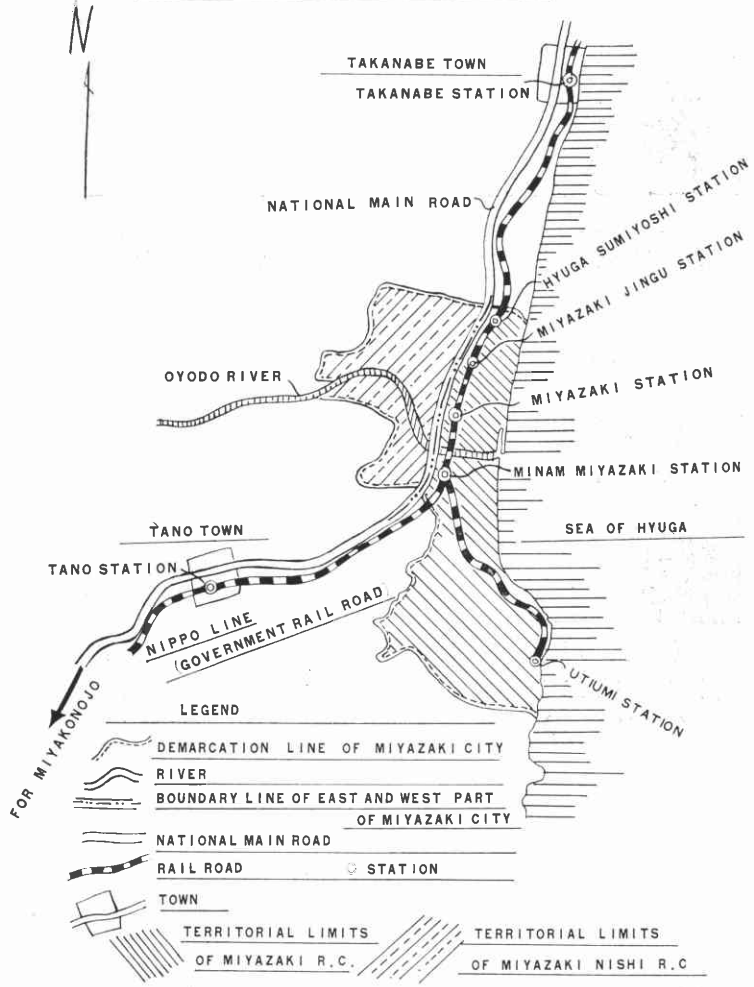 N
TAKANABE TOWN
TAKANABE STATION
NATIONAL MAIN ROAD
HYUGA SUMIYOSHI STATION
MIYAZAKI JINGU STATION
OYODO RIVER
MIYAZAKI STATION
MINAM MIYAZAKI STATION
TANO TOWN
SEA OF HYUGA
TANO STATION
NIPPO LINE
(GOVERNMENT RAIL ROAD)
UTIUMI STATION
FOR MIYAKONOJO
LEGEND
DEMARCATION LINE OF MIYAZAKI CITY
RIVER
BOUNDARY LINE OF EAST AND WEST PART
OF MIYAZAKI CITY
NATIONAL MAIN ROAD
RAIL ROAD STATION
TOWN
TERRITORIAL LIMITS
OF MIYAZAKI R.C.
TERRITORIAL LIMITS
OF MIYAZAKI NISHI R.C